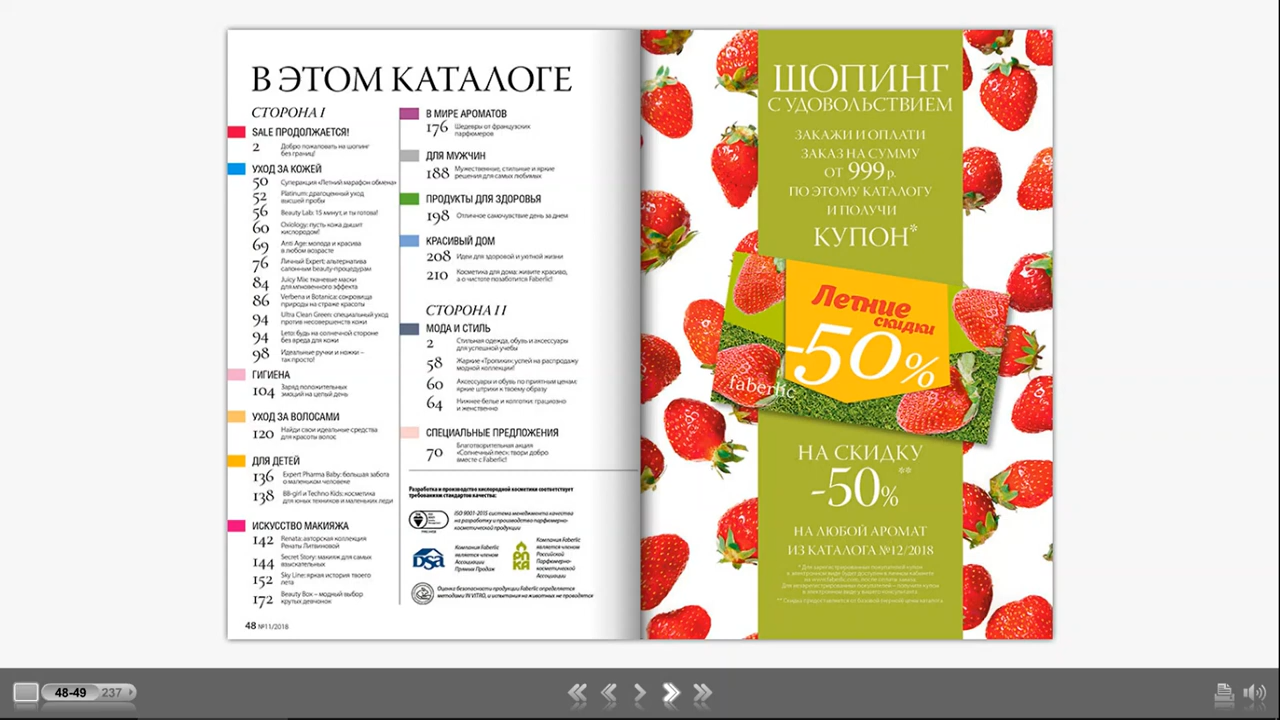 В ЭТОМ КАТАЛОГЕ
СТОРОНА I
SALE ПРОДОЛЖАЕТСЯ!
2 Добро пожаловать на шопинг
без границ!
УХОД ЗА КОЖЕЙ
50 Суперакция «Летний марафон обмена»
52 Platinum: драгоценный уход
высшей пробы
56 Beauty Lab: 15 минут, и ты готова!
60 Oxiology: пусть кожа дышит
кислородом!
69 Anti Age: молода и красива
в любом возрасте
76 Личный Expert: альтернатива
салонным beauty-процедурам
84 Juicy Mix: тканевые маски
для мгновенного эффекта
86 Verbena и Botanica: сокровища
природы на страже красоты
94 Ultra Clean Green: специальный уход
против несовершенств кожи
94 Leto: будь на солнечной стороне
без вреда для кожи
98 Идеальные ручки и ножки –
так просто!
ГИГИЕНА
104 Заряд положительных
эмоций на целый день
УХОД ЗА ВОЛОСАМИ
120 Найди свои идеальные средства
для красоты волос
ДЛЯ ДЕТЕЙ
136 Expert Pharma Baby: большая забота
о маленьком человеке
138 BB-girl и Techno Kids: косметика
для юных техников и маленьких леди
ИСКУССТВО МАКИЯЖА
142 Renata: авторская коллекция
Ренаты Литвиновой
144 Secret Story: макияж для самых
взыскательных
152 Sky Line: яркая история твоего
лета
172 Beauty Box – модный выбор
крутых девчонок
48 №11/2018
В МИРЕ АРОМАТОВ
176 Шедевры от французских
парфюмеров
ДЛЯ МУЖЧИН
188 Мужественные, стильные и яркие
решения для самых любимых
ПРОДУКТЫ ДЛЯ ЗДОРОВЬЯ
198 Отличное самочувствие день за днем
КРАСИВЫЙ ДОМ
208 Идеи для здоровой и уютной жизни
210 Косметика для дома: живите красиво,
а о чистоте позаботится Faberlic!
СТОРОНА II
МОДА И СТИЛЬ
2 Стильная одежда, обувь и аксессуары
для успешной учебы
58 Жаркие «Тропики»: успей на распродажу
модной коллекции!
60 Аксессуары и обувь по приятным ценам:
яркие штрихи к твоему образу
64 Нижнее белье и колготки: грациозно
и женственно
СПЕЦИАЛЬНЫЕ ПРЕДЛОЖЕНИЯ
70 Благотворительная акция
«Солнечный пес»: твори добро
вместе с Faberlic!
Разработка и производство кислородной косметики соответствует
требованиям стандартов качества:
ISO 9001-2015 система менеджмента качества
на разработку и производство парфюмерно-
косметической продукции
DSA
Компания Faberlic
является членом
Ассоциации
Прямых Продаж
Компания Faberlic
является членом
Российской
Парфюмерно-
косметической
Ассоциации
Оценка безопасности продукции Faberlic определяется
методами IN VITRO, и испытания на животных не проводятся
ШОПИНГ
С УДОВОЛЬСТВИЕМ
ЗАКАЖИ И ОПЛАТИ
ЗАКАЗ НА СУММУ
ОТ 999 р.
ПО ЭТОМУ КАТАЛОГУ
И ПОЛУЧИ
КУПОН*
Летние
скидки
-50%
faberlic
НА СКИДКУ
-50%**
НА ЛЮБОЙ АРОМАТ
ИЗ КАТАЛОГА №12/2018
** Скидка предоставляется от базовой (черной) цены каталога.
48-49 237